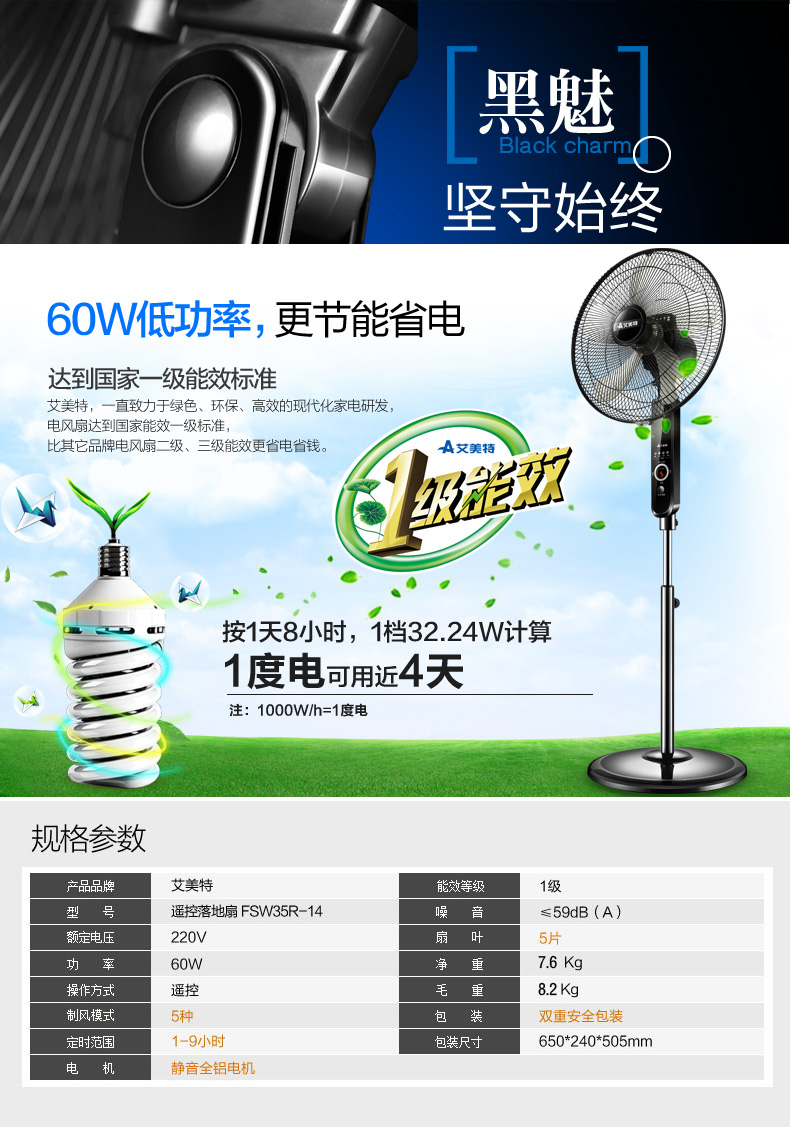 黑魅
Black charm
坚守始终
60W低功率，更节能省电
达到国家一级能效标准
艾美特，一直致力于绿色、环保、高效的现代化家电研发，
电风扇达到国家能效一级标准，
比其它品牌电风扇二级、三级能效更省电省钱。
艾美特
艾美特
1级能效
按1天8小时，1档32.24W计算
1度电可用近4天
注：1000W/h=1度电
规格参数
产品品牌 艾美特 能效等级 1级
型 号 遥控落地扇 FSW35R-14 噪 音 ≤59dB（A）
额定电压 220V 扇 叶 5片
功 率 60W 净 重 7.6 Kg
操作方式 遥控 毛 重 8.2 Kg
制风模式 5种 包 装 双重安全包装
定时范围 1-9小时 包装尺寸 650*240*505mm
电 机 静音全铝电机